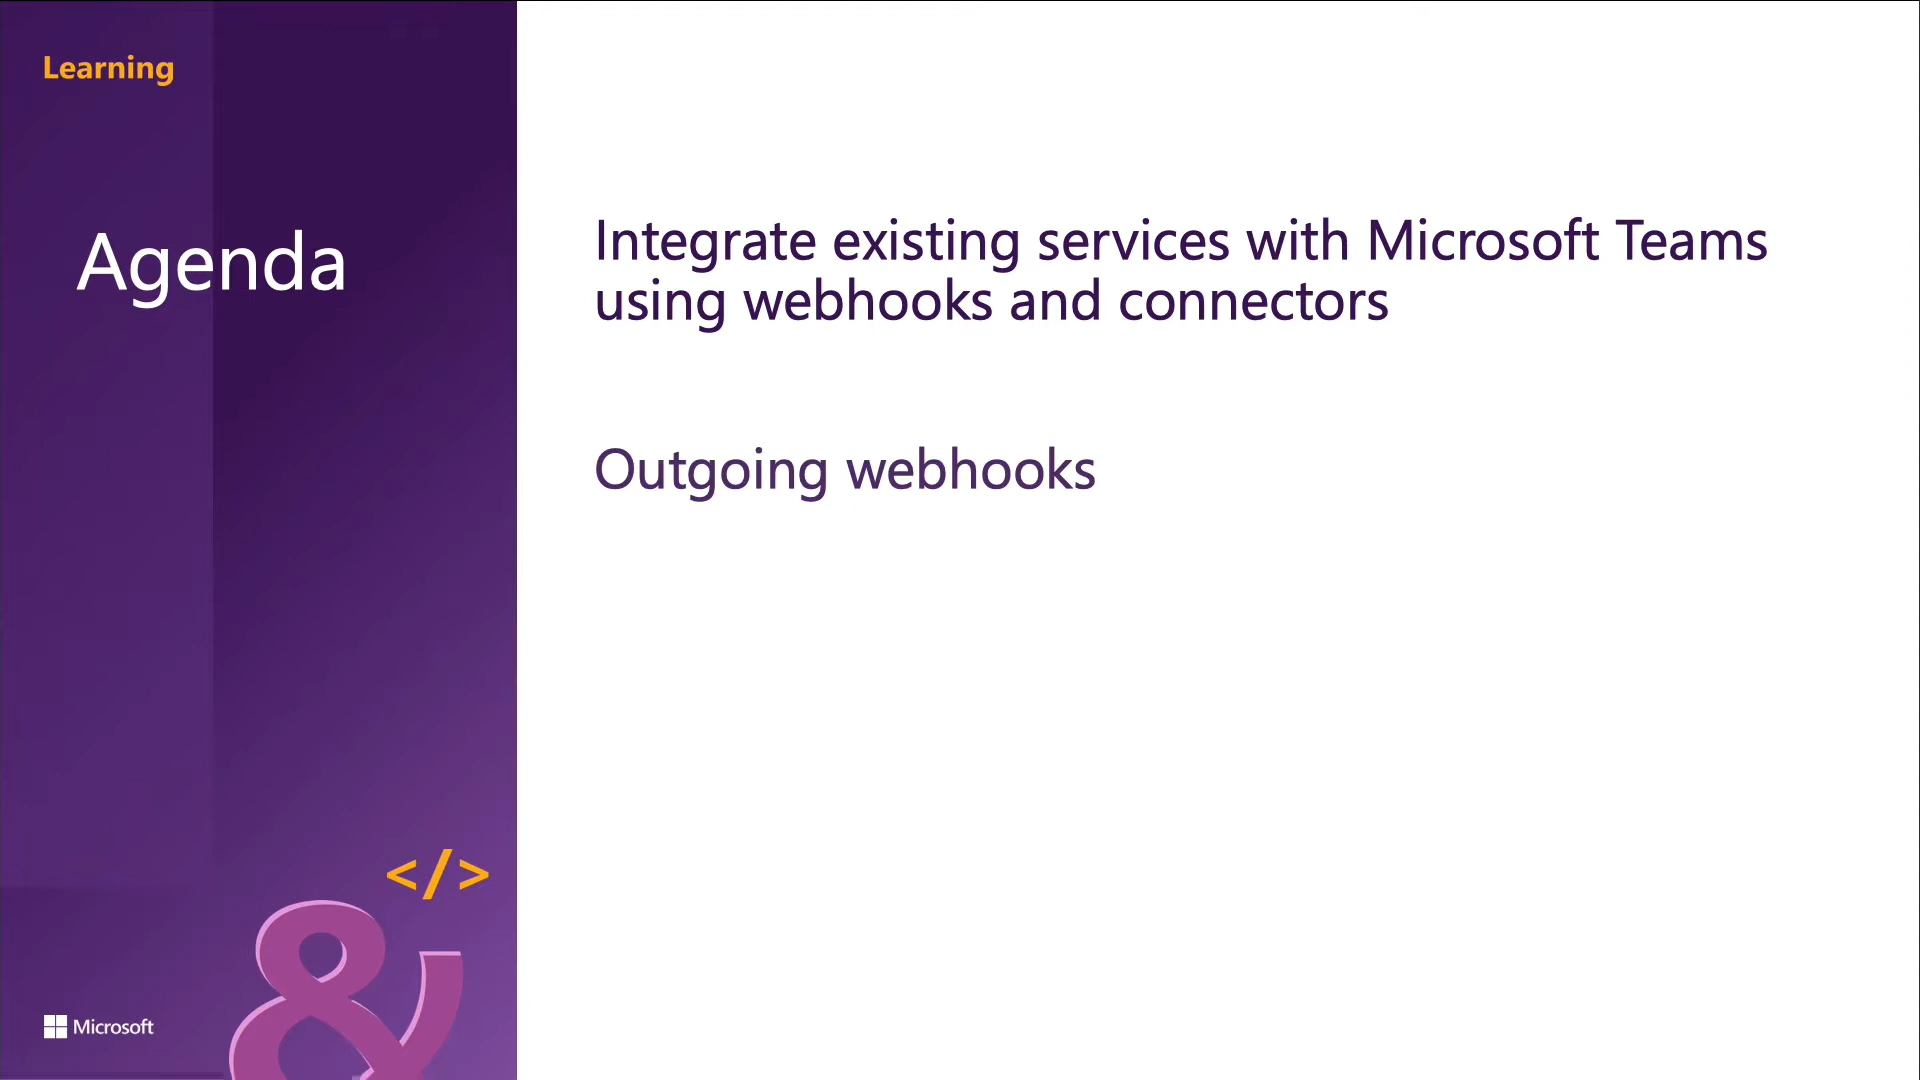 Learning
Agenda
Integrate existing services with Microsoft Teams
using webhooks and connectors
Outgoing webhooks
</>
&
Microsoft